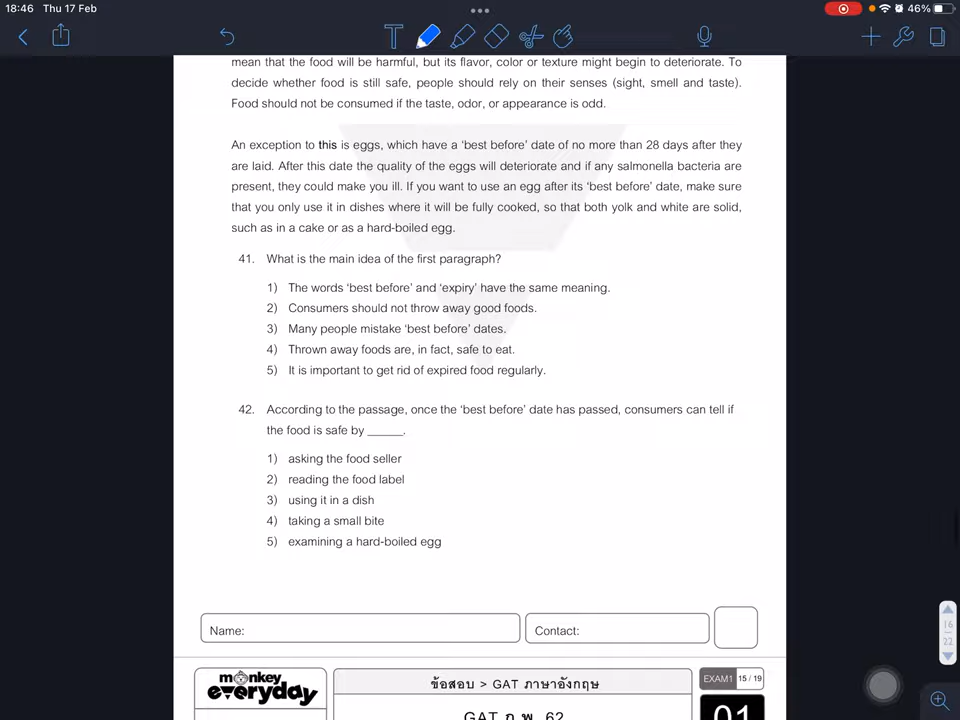 18:46 Thu 17 Feb
46%
mean that the food will be harmful, but its flavor, color or texture might begin to deteriorate. To
decide whether food is still safe, people should rely on their senses (sight, smell and taste).
Food should not be consumed if the taste, odor, or appearance is odd.
An exception to this is eggs, which have a ‘best before’ date of no more than 28 days after they
are laid. After this date the quality of the eggs will deteriorate and if any salmonella bacteria are
present, they could make you ill. If you want to use an egg after its ‘best before’ date, make sure
that you only use it in dishes where it will be fully cooked, so that both yolk and white are solid,
such as in a cake or as a hard-boiled egg.
41. What is the main idea of the first paragraph?
1) The words ‘best before’ and ‘expiry’ have the same meaning.
2) Consumers should not throw away good foods.
3) Many people mistake ‘best before’ dates.
4) Thrown away foods are, in fact, safe to eat.
5) It is important to get rid of expired food regularly.
42. According to the passage, once the ‘best before’ date has passed, consumers can tell if
the food is safe by ______.
1) asking the food seller
2) reading the food label
3) using it in a dish
4) taking a small bite
5) examining a hard-boiled egg
16
22
Name:
Contact:
monkey
everyday
ข้อสอบ > GAT ภาษาอังกฤษ
EXAM1 15 / 19
GAT ก.พ. 62
01